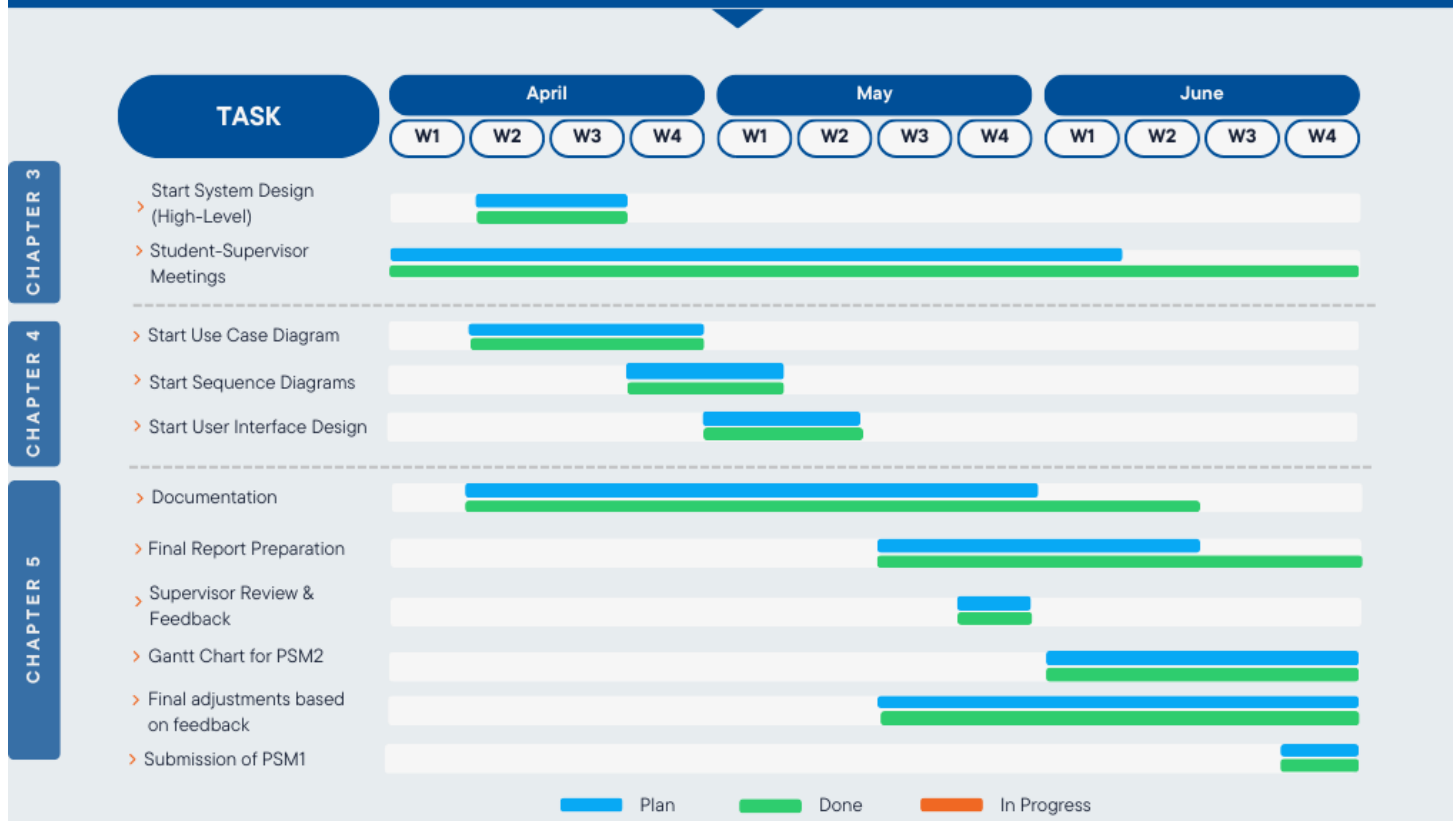 TASK
April
May
June
W1 W2 W3 W4 W1 W2 W3 W4 W1 W2 W3 W4
CHAPTER 3
Start System Design
(High-Level)
Student-Supervisor
Meetings
CHAPTER 4
Start Use Case Diagram
Start Sequence Diagrams
Start User Interface Design
CHAPTER 5
Documentation
Final Report Preparation
Supervisor Review &
Feedback
Gantt Chart for PSM2
Final adjustments based
on feedback
Submission of PSM1
Plan
Done
In Progress